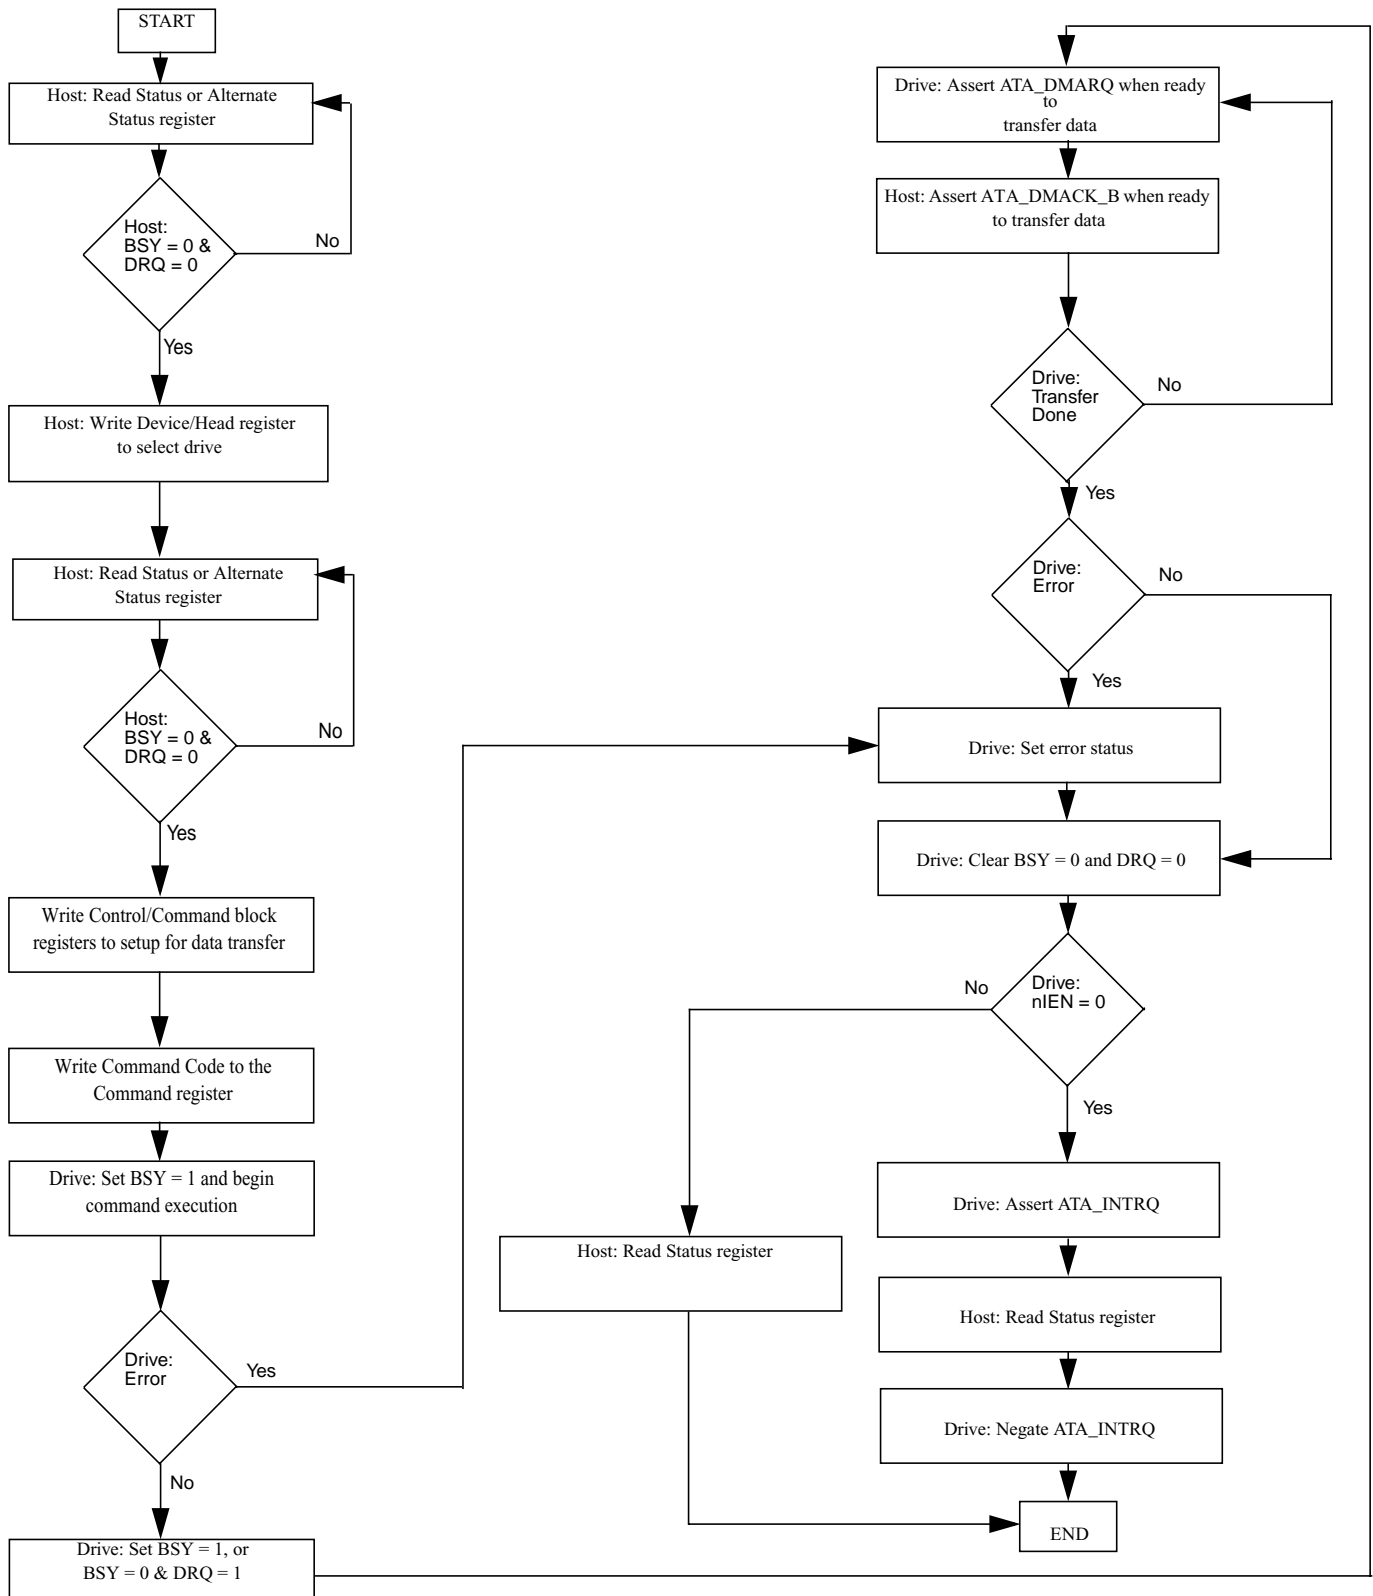 START
Host: Read Status or Alternate
Status register
Host:
BSY = 0 &
DRQ = 0
No
Yes
Host: Write Device/Head register
to select drive
Host: Read Status or Alternate
Status register
Host:
BSY = 0 &
DRQ = 0
No
Yes
Write Control/Command block
registers to setup for data transfer
Write Command Code to the
Command register
Drive: Set BSY = 1 and begin
command execution
Drive:
Error
Yes
No
Drive: Set BSY = 1, or
BSY = 0 & DRQ = 1
Drive: Assert ATA_DMARQ when ready
to
transfer data
Host: Assert ATA_DMACK_B when ready
to transfer data
Drive:
Transfer
Done
No
Yes
Drive:
Error
No
Yes
Drive: Set error status
Drive: Clear BSY = 0 and DRQ = 0
Drive:
nIEN = 0
No
Yes
Host: Read Status register
Drive: Assert ATA_INTRQ
Host: Read Status register
Drive: Negate ATA_INTRQ
END